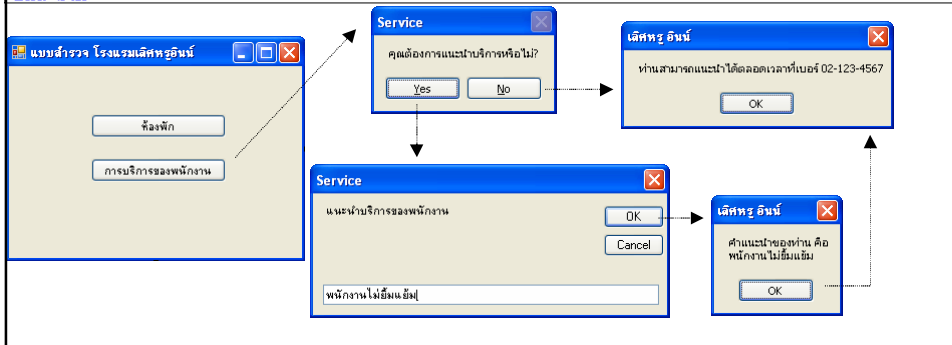 แบบสำรวจ โรงแรมเลิศหรูอินน์
ห้องพัก
การบริการของพนักงาน
Service
คุณต้องการแนะนำบริการหรือไม่?
Yes
No
เลิศหรู อินน์
ท่านสามารถแนะนำได้ตลอดเวลาที่เบอร์ 02-123-4567
OK
Service
แนะนำบริการของพนักงาน
OK
Cancel
พนักงานไม่ยิ้มแย้ม
เลิศหรู อินน์
คำแนะนำของท่าน คือ
พนักงานไม่ยิ้มแย้ม
OK